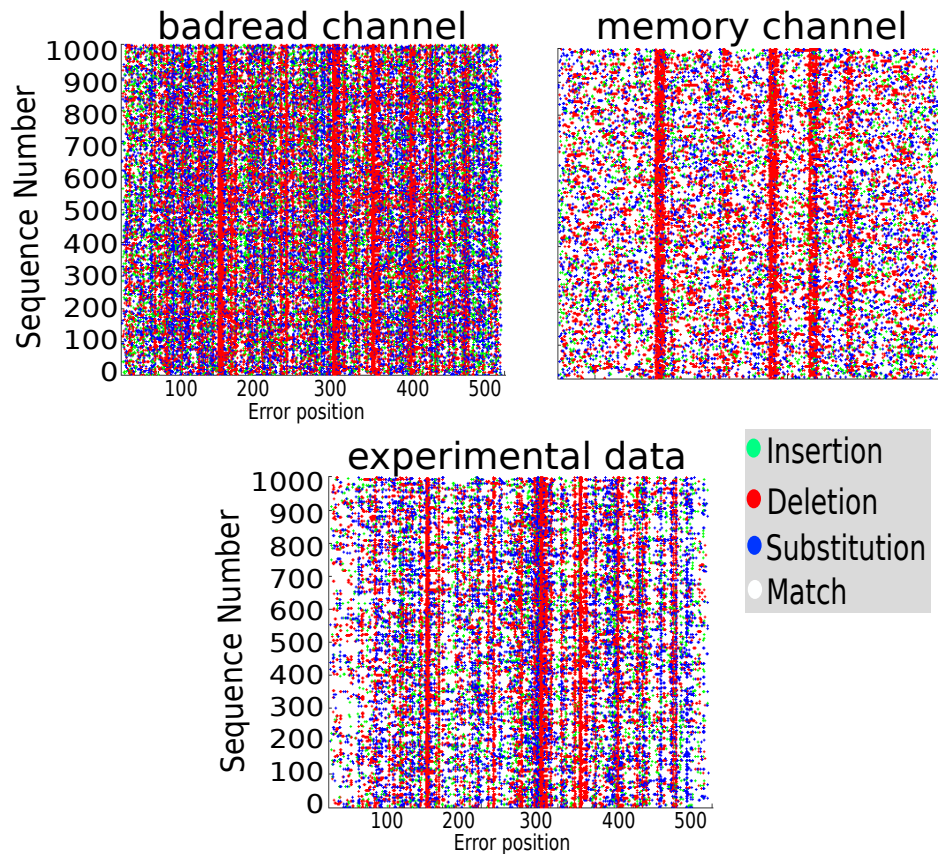 badread channel
memory channel
Sequence Number
1000
900
800
700
600
500
400
300
200
100
0
100 200 300 400 500
Error position
experimental data
Sequence Number
1000
900
800
700
600
500
400
300
200
100
0
100 200 300 400 500
Error position
Insertion
Deletion
Substitution
Match